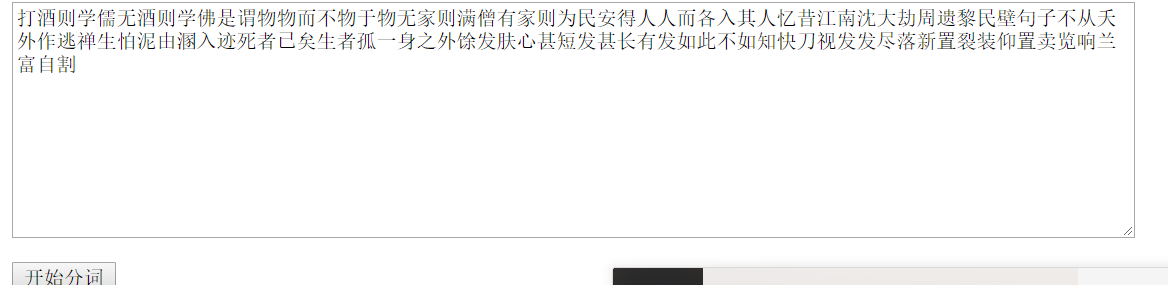 打酒则学儒无酒则学佛是谓物物而不物于物无家则满僧有家则为民安得人人而各入其人忆昔江南沈大劫周遗黎民壁句子不从夭
外作逃禅生怕泥由溷入迹死者已矣生者孤一身之外馀发肤心甚短发甚长有发如此不如知快刀视发发尽落新置裂装仰置卖览响兰
富自割
开始分词